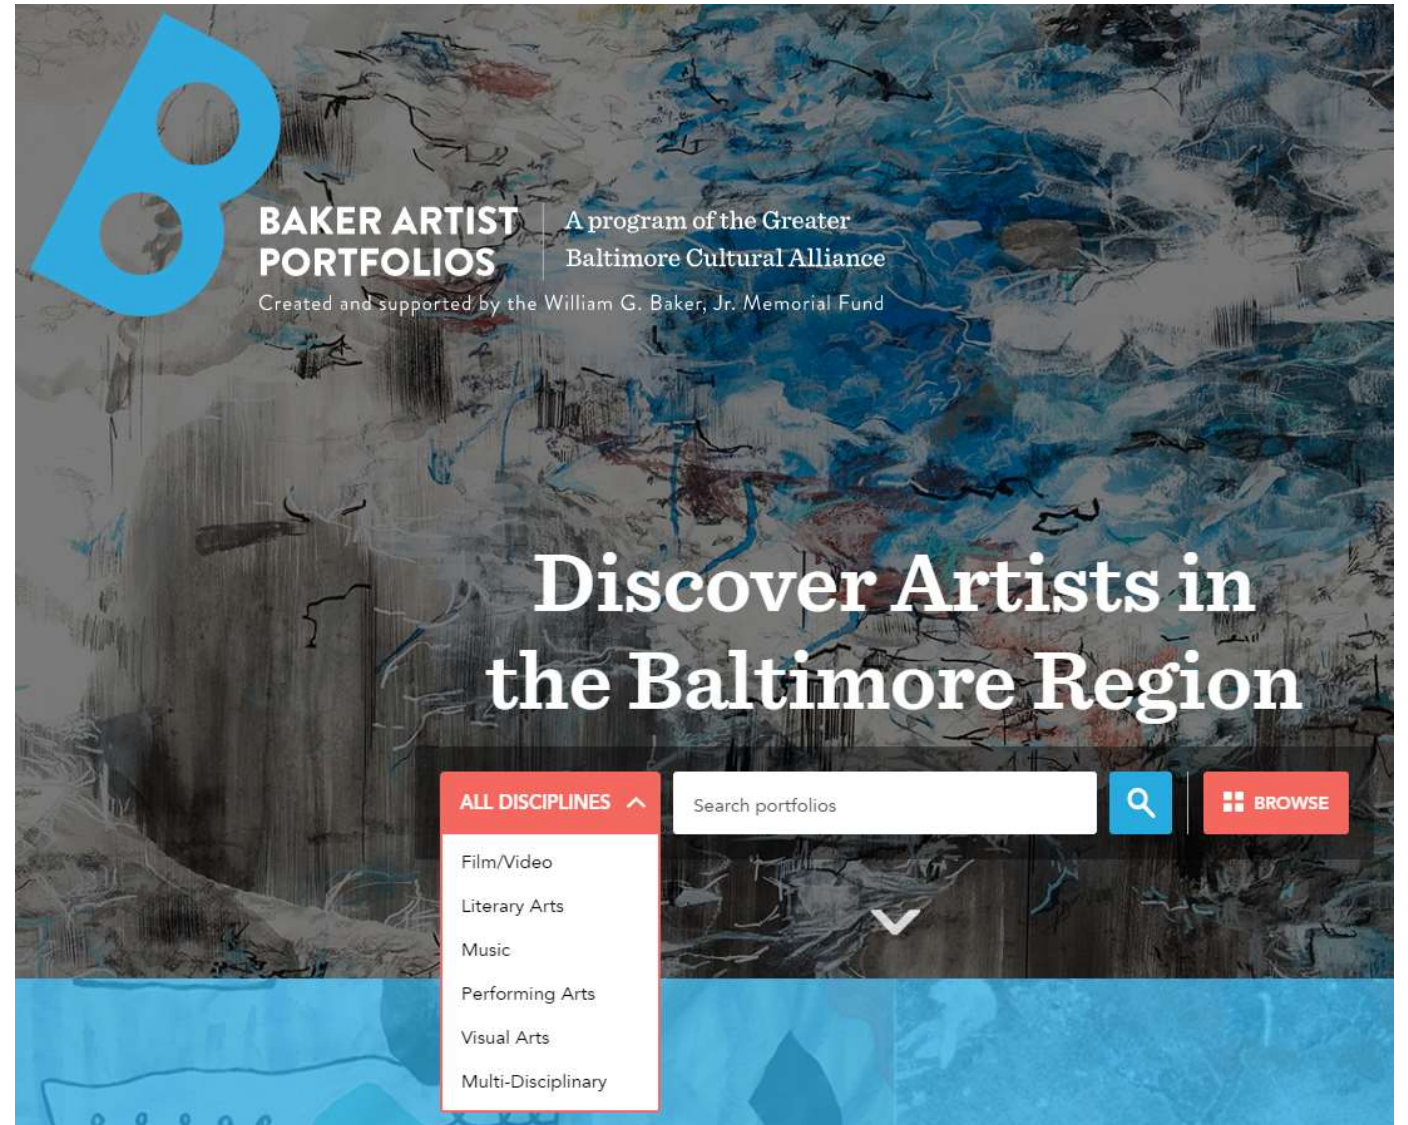 BAKER ARTIST
PORTFOLIOS
A program of the Greater
Baltimore Cultural Alliance
Created and supported by the William G. Baker, Jr. Memorial Fund
Discover Artists in
the Baltimore Region
ALL DISCIPLINES
Search portfolios
BROWSE
Film/Video
Literary Arts
Music
Performing Arts
Visual Arts
Multi-Disciplinary